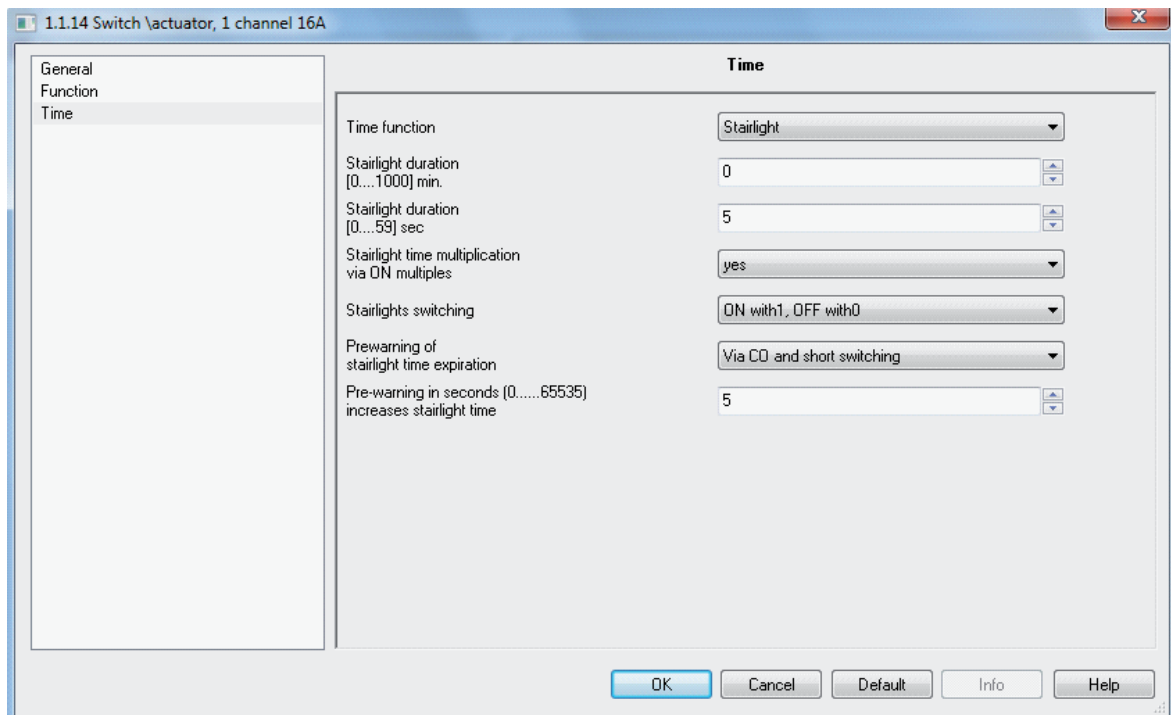 1.1.14 Switch \actuator, 1 channel 16A
General
Function
Time
Time
Time function
Stairlight
Stairlight duration
[0....1000] min.
0
Stairlight duration
[0....59] sec
5
Stairlight time multiplication
via ON multiples
yes
Stairlights switching
ON with1, OFF with0
Prewarning of
stairlight time expiration
Via CO and short switching
Pre-warning in seconds (0......65535)
increases stairlight time
5
OK
Cancel
Default
Info
Help